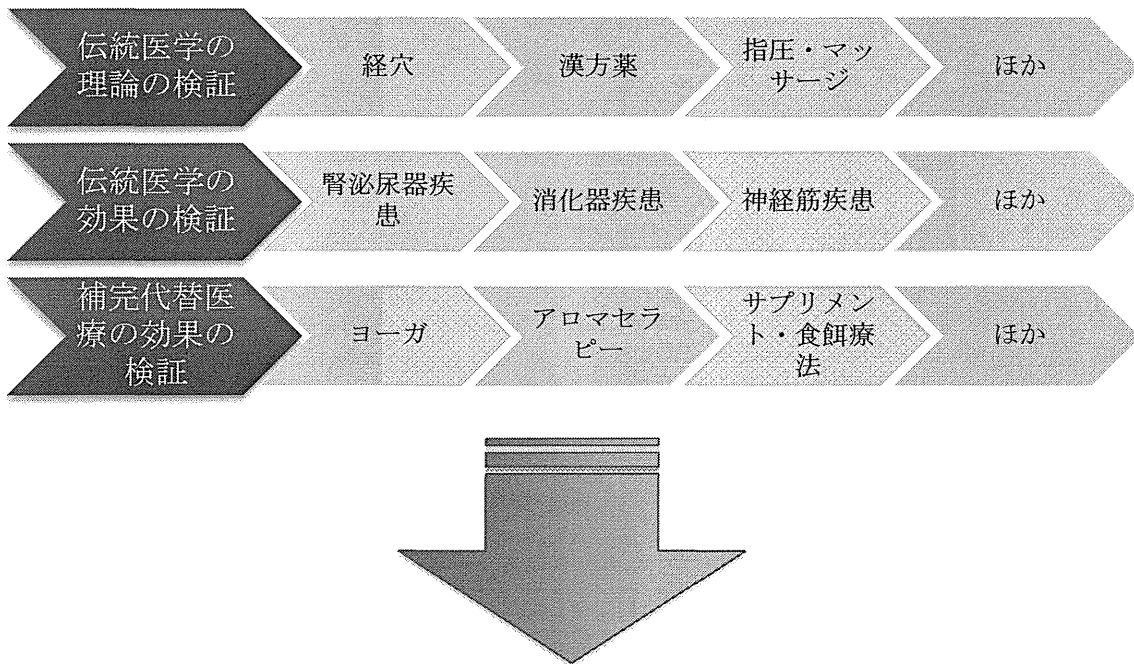 伝統医学の
理論の検証
経穴
漢方薬
指圧・マッ
サージ
ほか
伝統医学の
効果の検証
腎泌尿器疾
患
消化器疾患
神経筋疾患
ほか
補完代替医
療の効果の
検証
ヨーガ
アロマセラ
ピー
サプリメン
ト・食餌療
法
ほか